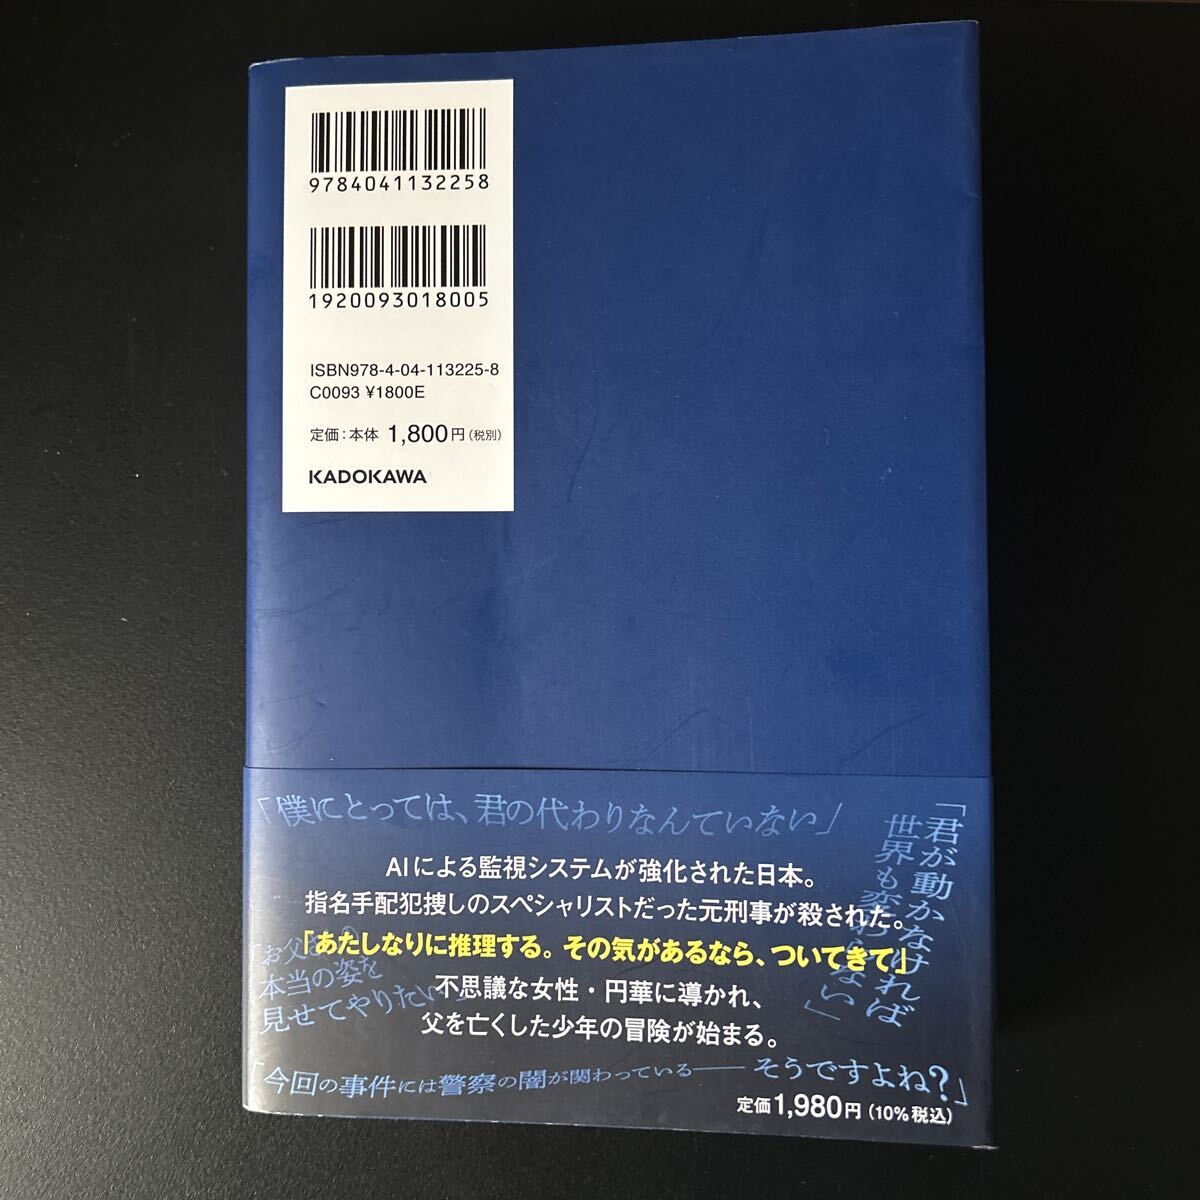 9784041132258
1920093018005
ISBN978-4-04-113225-8
C0093 ¥1800E
定価:本体 1,800円(税別)
KADOKAWA
「僕にとっては、君の代わりなんていない」
「君が動かなければ
世界も変わらない」
AIによる監視システムが強化された日本。
指名手配犯捜しのスペシャリストだった元刑事が殺された。
「あたしなりに推理する。その気があるなら、ついてきて」
「お父さ
本当の姿を
見せてやりたい
不思議な女性・円華に導かれ、
父を亡くした少年の冒険が始まる。
「今回の事件には警察の闇が関わっている――そうですよね?」
定価1,980円(10%税込)